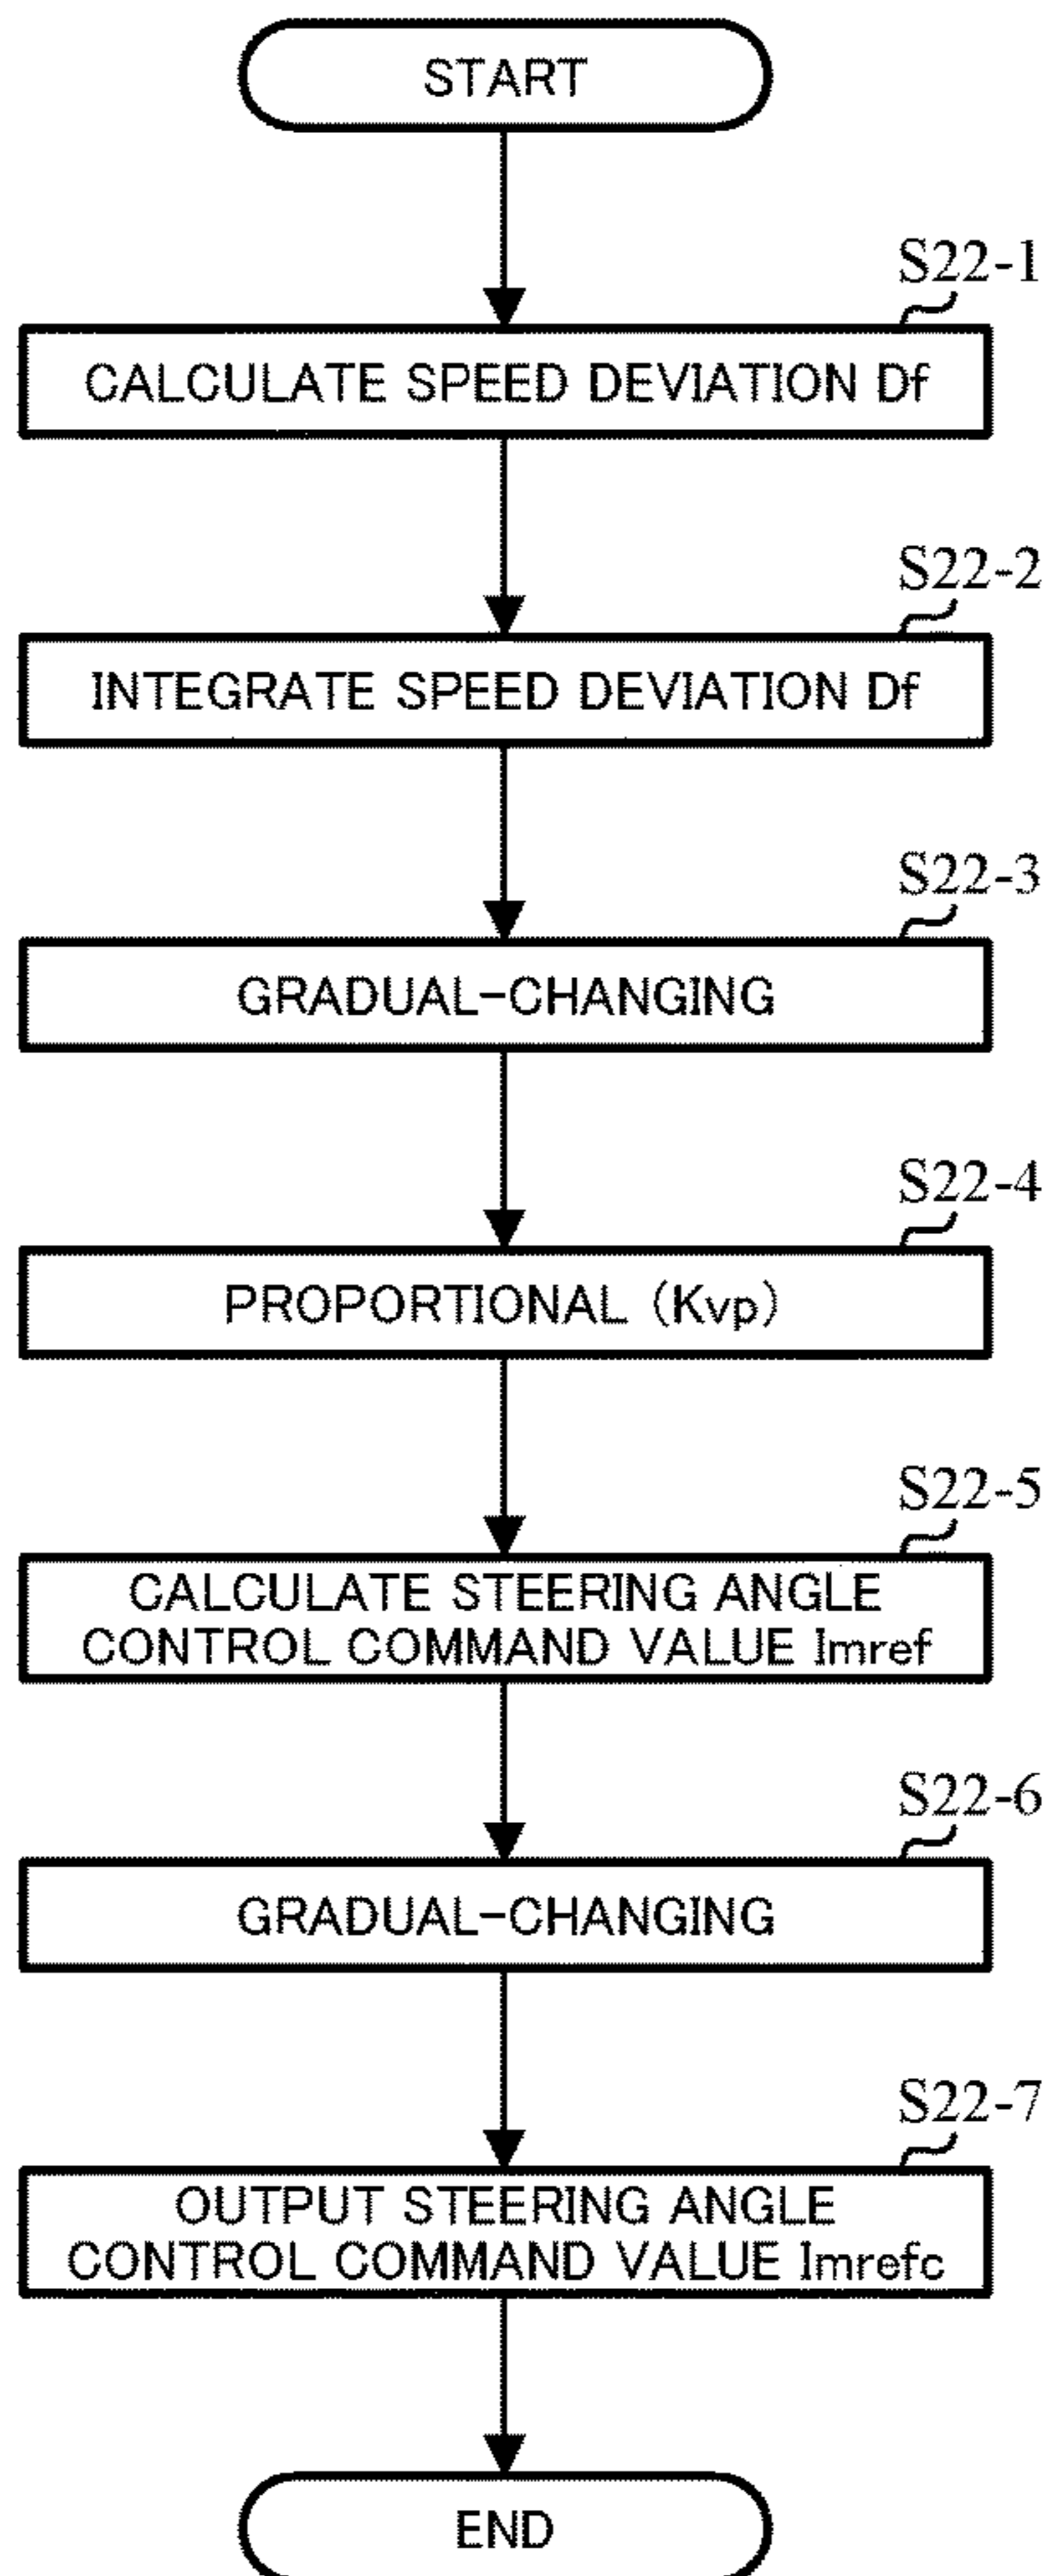 START
S22-1
CALCULATE SPEED DEVIATION Df
S22-2
INTEGRATE SPEED DEVIATION Df
S22-3
GRADUAL-CHANGING
S22-4
PROPORTIONAL (Kvp)
S22-5
CALCULATE STEERING ANGLE
CONTROL COMMAND VALUE Imref
S22-6
GRADUAL-CHANGING
S22-7
OUTPUT STEERING ANGLE
CONTROL COMMAND VALUE Imrefc
END